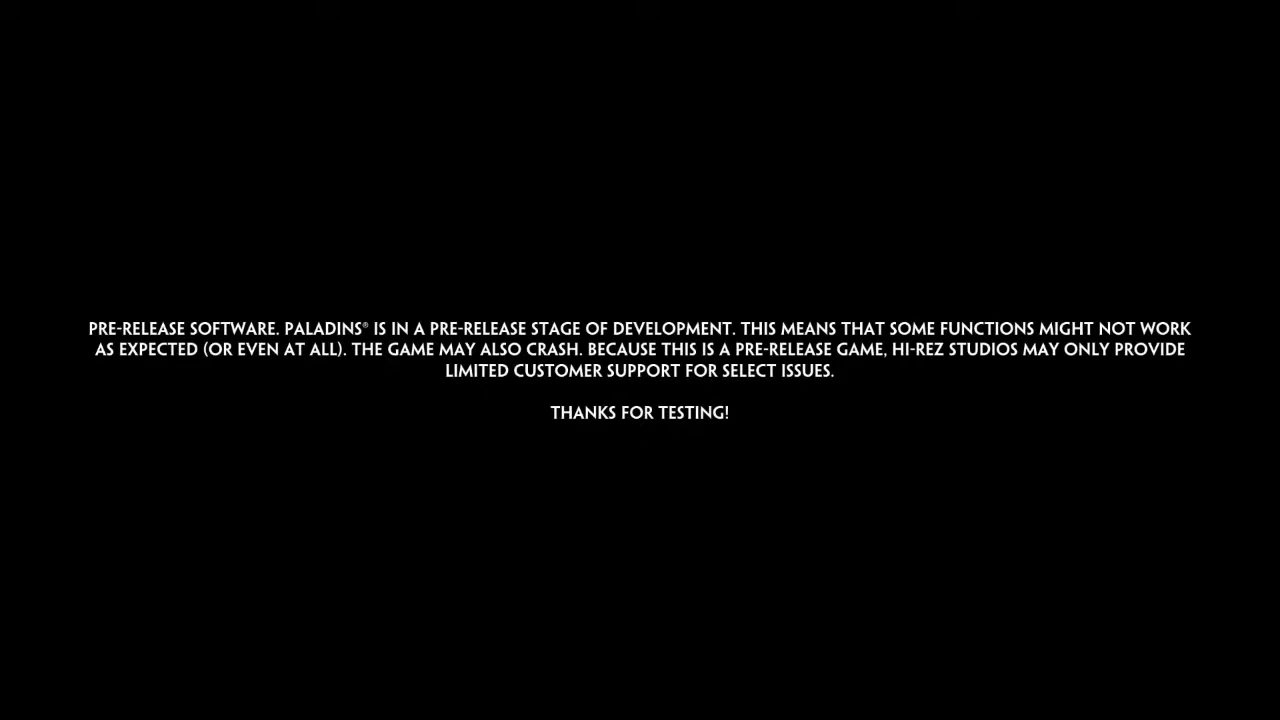 PRE-RELEASE SOFTWARE. PALADINS® IS IN A PRE-RELEASE STAGE OF DEVELOPMENT. THIS MEANS THAT SOME FUNCTIONS MIGHT NOT WORK
AS EXPECTED (OR EVEN AT ALL). THE GAME MAY ALSO CRASH. BECAUSE THIS IS A PRE-RELEASE GAME, HI-REZ STUDIOS MAY ONLY PROVIDE
LIMITED CUSTOMER SUPPORT FOR SELECT ISSUES.
THANKS FOR TESTING!